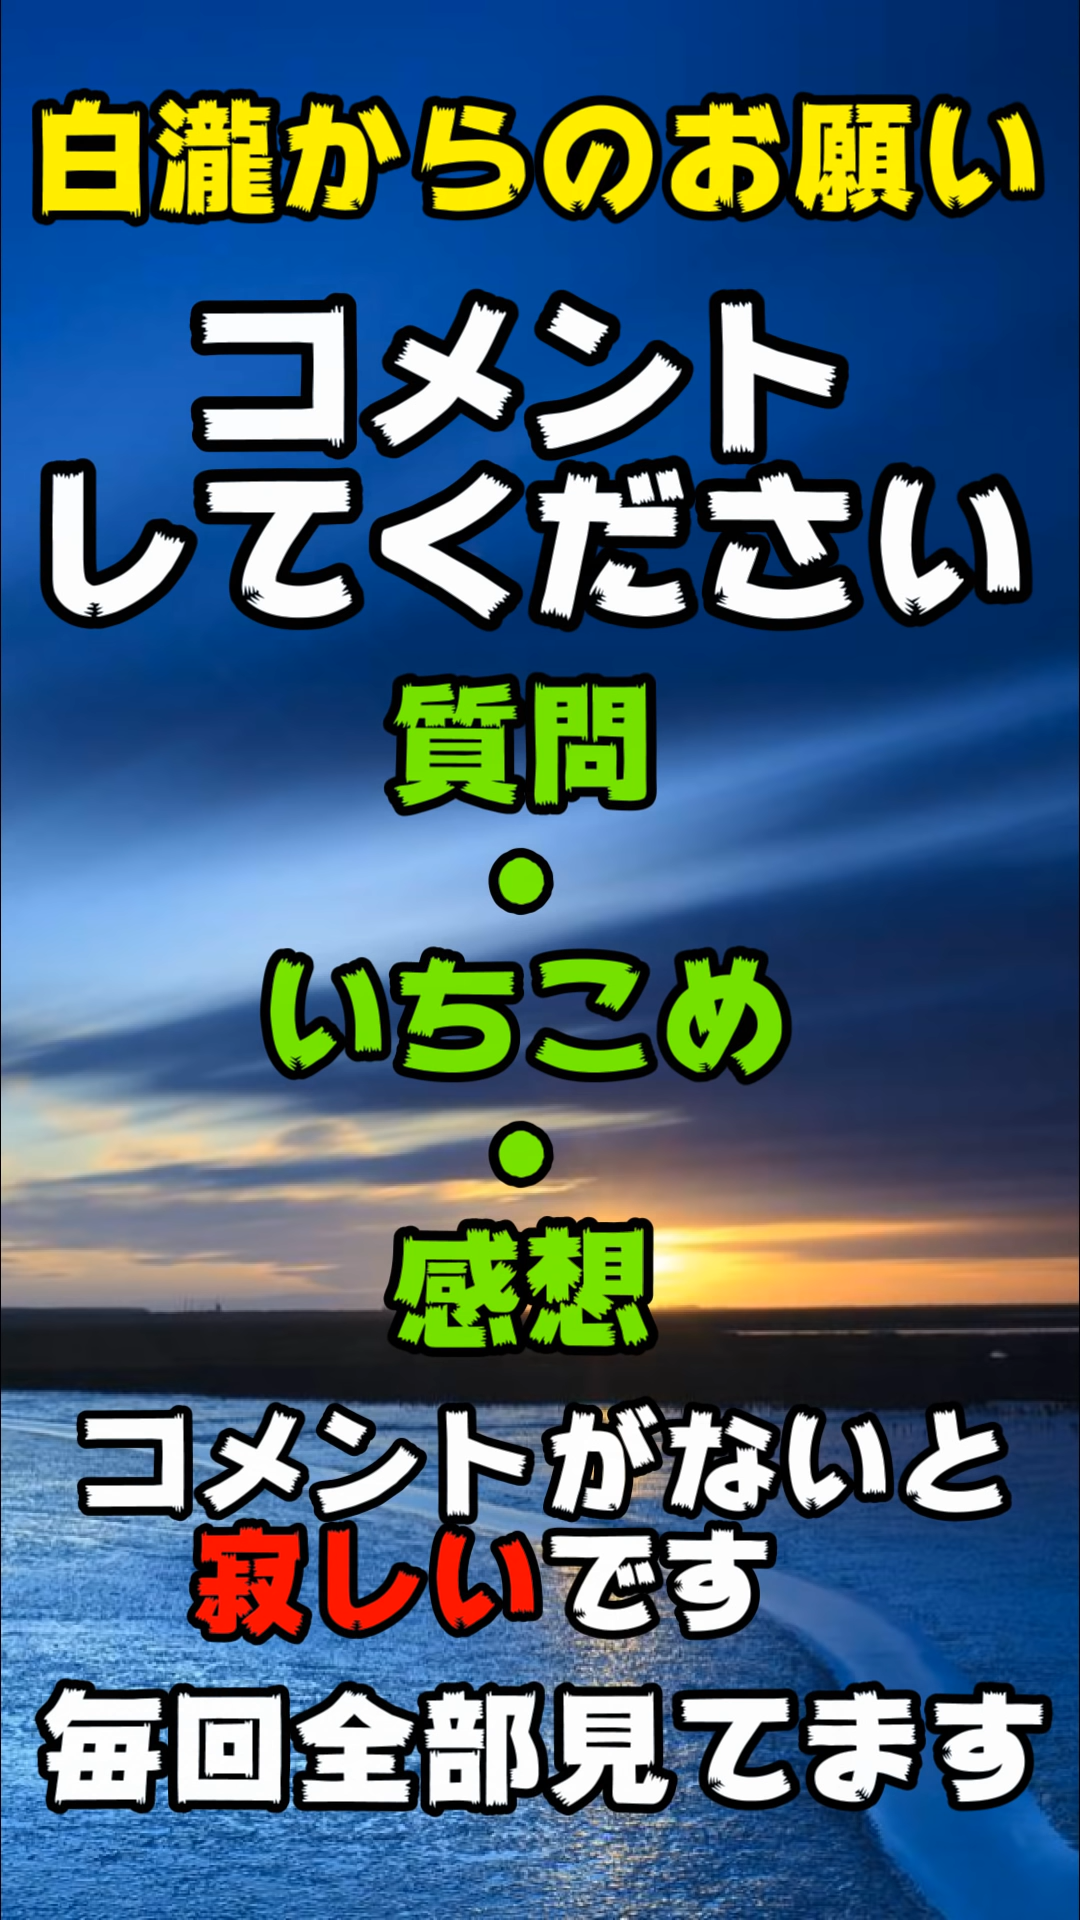 白瀧からのお願い
コメント
してください
質問
・
いちこめ
・
感想
コメントがないと
寂しいです
毎回全部見てます